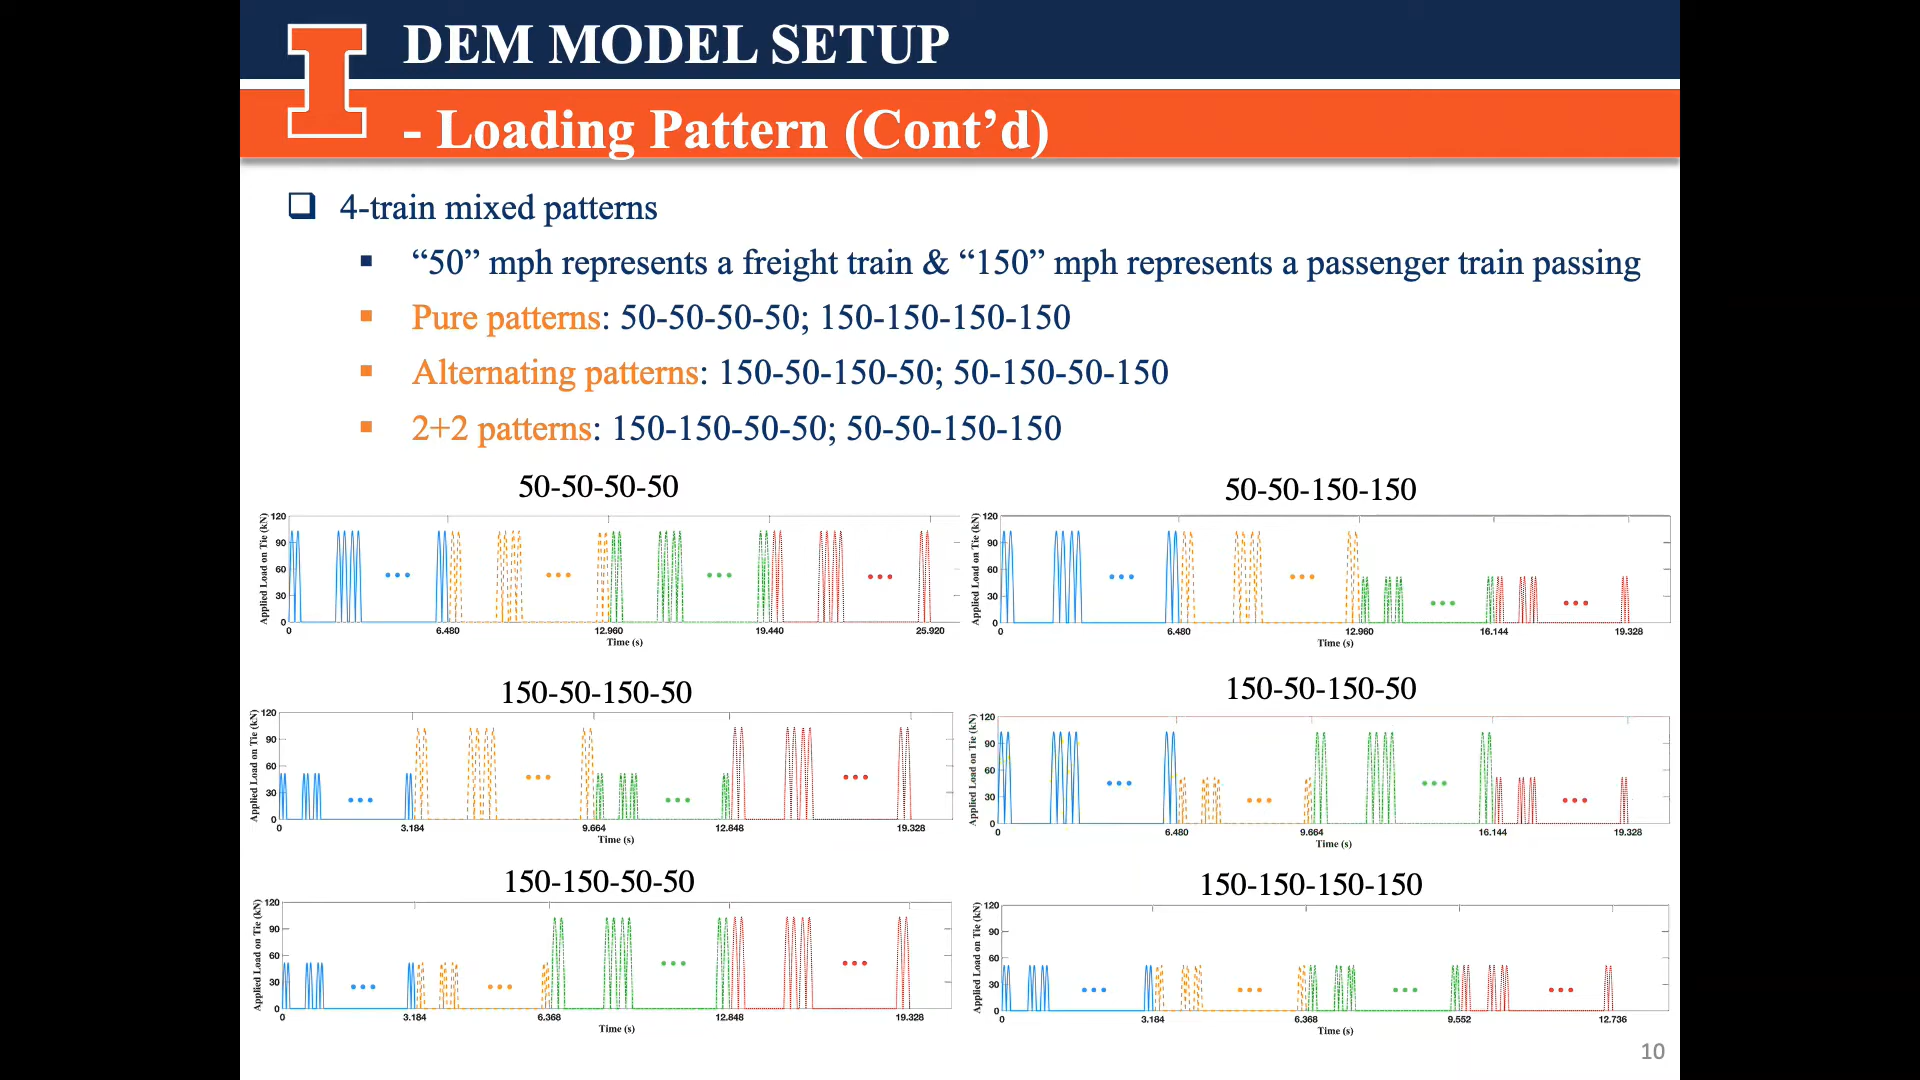 DEM MODEL SETUP
- Loading Pattern (Cont’d)
4-train mixed patterns
“50” mph represents a freight train & “150” mph represents a passenger train passing
Pure patterns: 50-50-50-50; 150-150-150-150
Alternating patterns: 150-50-150-50; 50-150-50-150
2+2 patterns: 150-150-50-50; 50-50-150-150
50-50-50-50
Applied Load on Tie (kN)
120
90
60
30
0
0 6.480 12.960 19.440 25.920
Time (s)
50-50-150-150
Applied Load on Tie (kN)
120
90
60
30
0
0 6.480 12.960 16.144 19.328
Time (s)
150-50-150-50
Applied Load on Tie (kN)
120
90
60
30
0
0 3.184 9.664 12.848 19.328
Time (s)
150-50-150-50
Applied Load on Tie (kN)
120
90
60
30
0
0 6.480 9.664 16.144 19.328
Time (s)
150-150-50-50
Applied Load on Tie (kN)
120
90
60
30
0
0 3.184 6.368 12.848 19.328
Time (s)
150-150-150-150
Applied Load on Tie (kN)
120
90
60
30
0
0 3.184 6.368 9.552 12.736
Time (s)
10